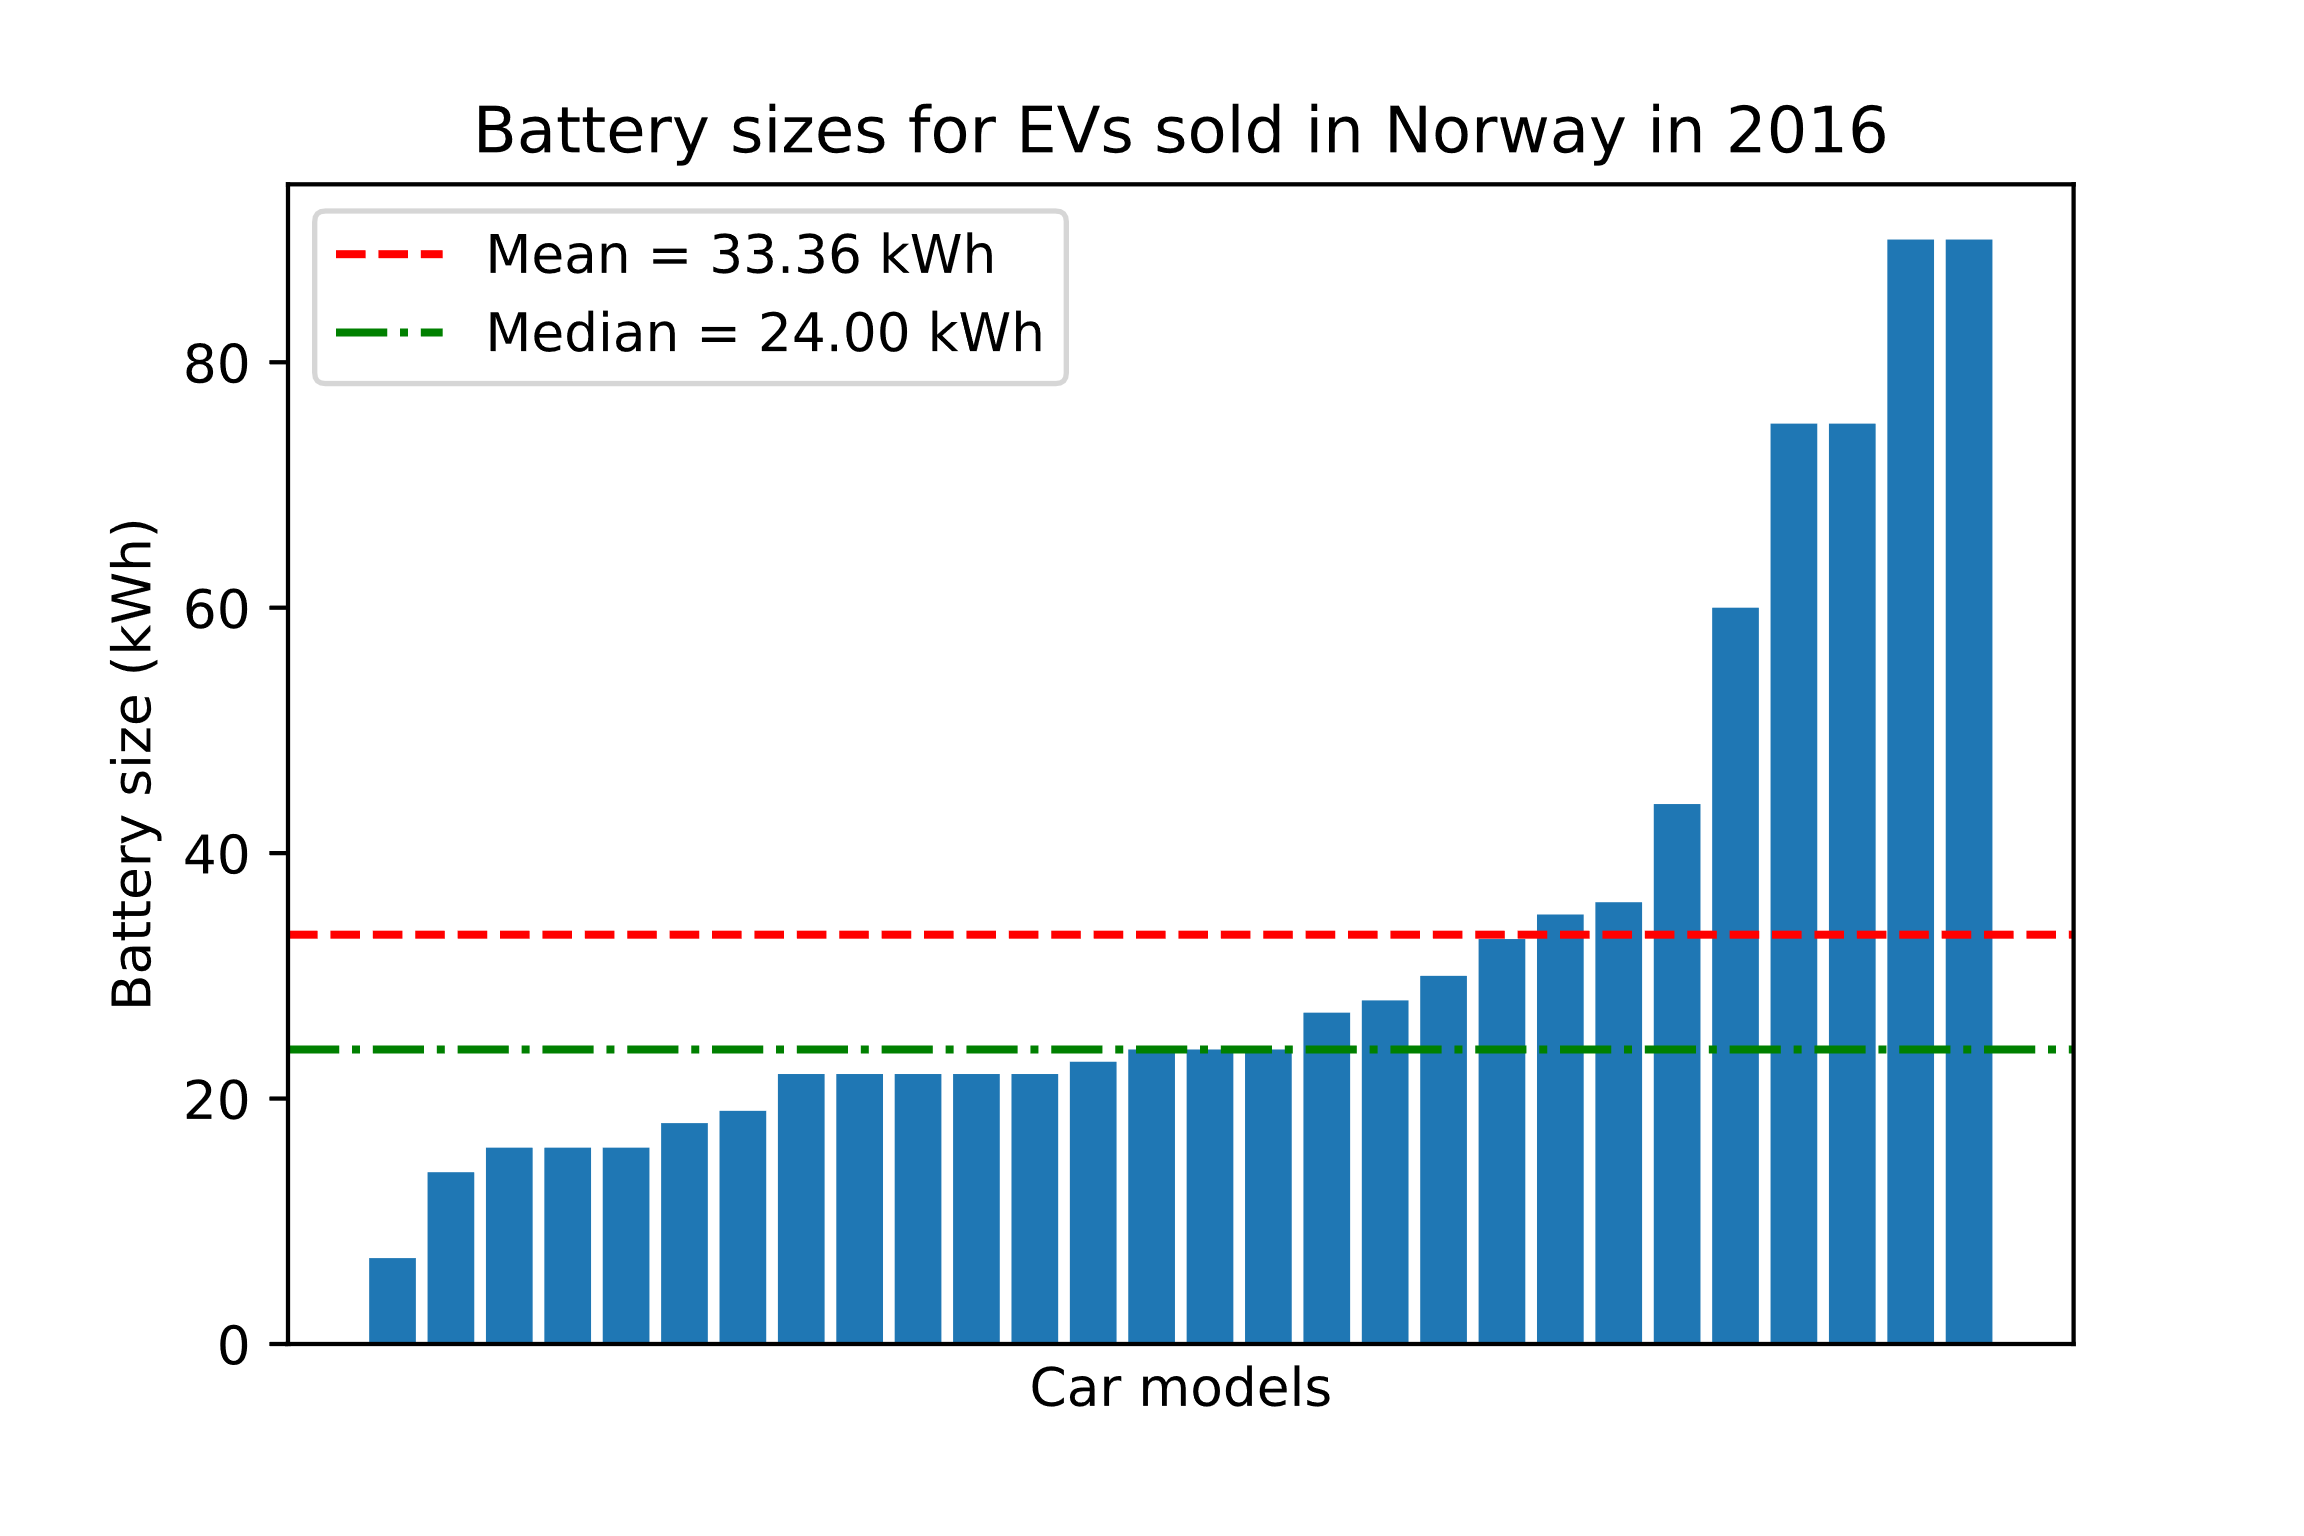 Battery sizes for EVs sold in Norway in 2016
Mean = 33.36 kWh
Median = 24.00 kWh
Battery size (kWh)
80
60
40
20
0
Car models